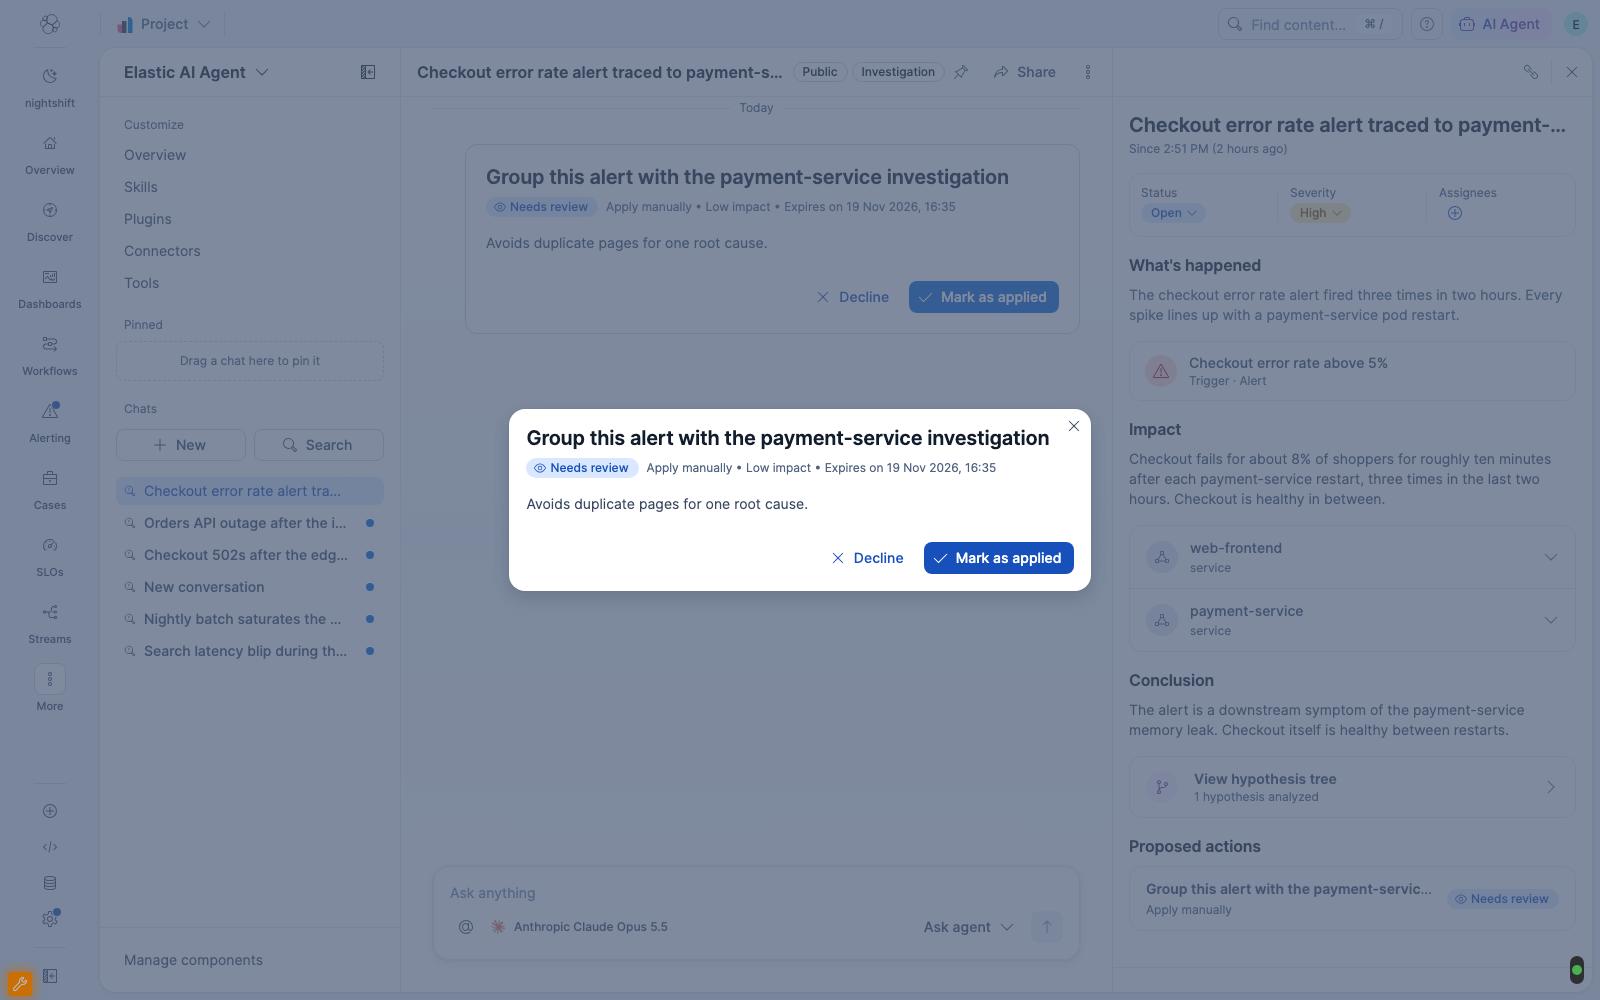 Project
Find content...
⌘ /
AI Agent
E
nightshift
Overview
Discover
Dashboards
Workflows
Alerting
Cases
SLOs
Streams
More
Elastic AI Agent
Customize
Overview
Skills
Plugins
Connectors
Tools
Pinned
Drag a chat here to pin it
Chats
New
Search
Checkout error rate alert tra...
Orders API outage after the i...
Checkout 502s after the edg...
New conversation
Nightly batch saturates the ...
Search latency blip during th...
Manage components
Checkout error rate alert traced to payment-s...
Public
Investigation
Share
Today
Group this alert with the payment-service investigation
Needs review
Apply manually • Low impact • Expires on 19 Nov 2026, 16:35
Avoids duplicate pages for one root cause.
Decline
Mark as applied
Group this alert with the payment-service investigation
Needs review
Apply manually • Low impact • Expires on 19 Nov 2026, 16:35
Avoids duplicate pages for one root cause.
Decline
Mark as applied
Ask anything
@
Anthropic Claude Opus 5.5
Ask agent
Checkout error rate alert traced to payment-...
Since 2:51 PM (2 hours ago)
Status
Open
Severity
High
Assignees
What's happened
The checkout error rate alert fired three times in two hours. Every
spike lines up with a payment-service pod restart.
Checkout error rate above 5%
Trigger · Alert
Impact
Checkout fails for about 8% of shoppers for roughly ten minutes
after each payment-service restart, three times in the last two
hours. Checkout is healthy in between.
web-frontend
service
payment-service
service
Conclusion
The alert is a downstream symptom of the payment-service
memory leak. Checkout itself is healthy between restarts.
View hypothesis tree
1 hypothesis analyzed
Proposed actions
Group this alert with the payment-servic...
Apply manually
Needs review